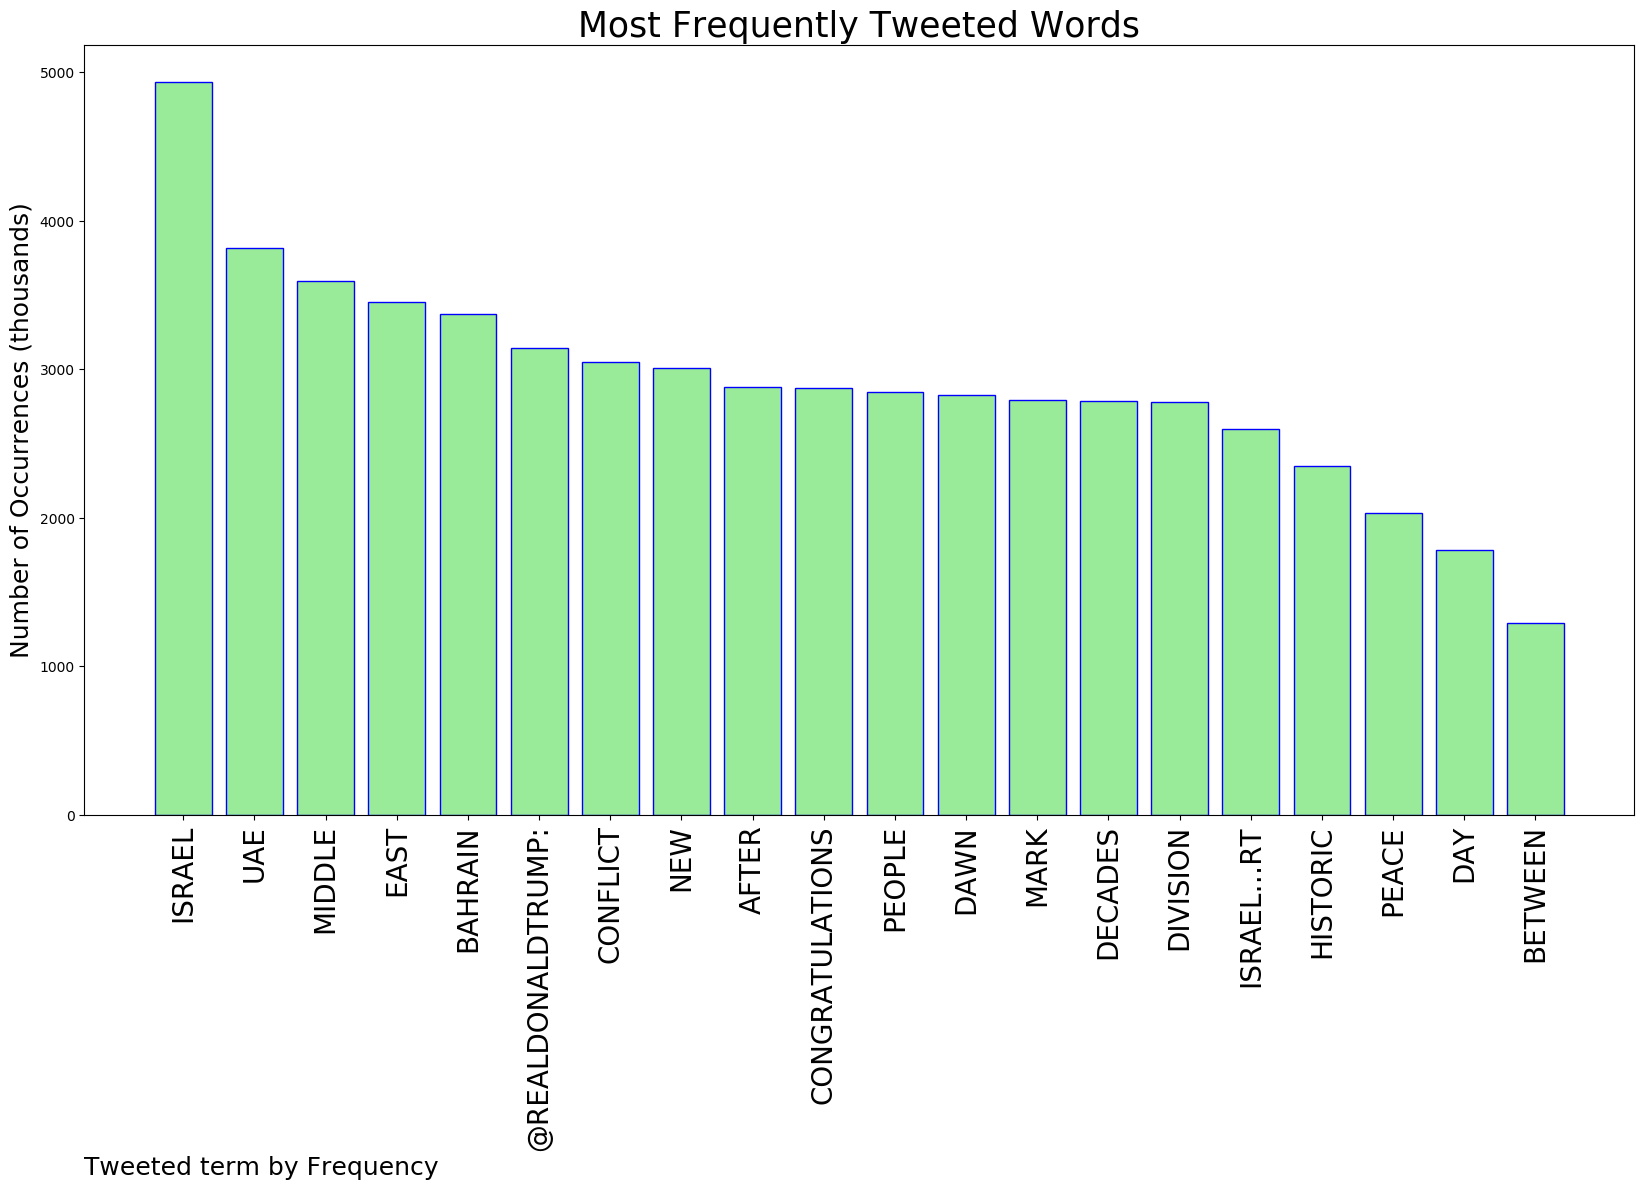 Most Frequently Tweeted Words
Number of Occurrences (thousands)
5000
4000
3000
2000
1000
0
ISRAEL
UAE
MIDDLE
EAST
BAHRAIN
@REALDONALDTRUMP:
CONFLICT
NEW
AFTER
CONGRATULATIONS
PEOPLE
DAWN
MARK
DECADES
DIVISION
ISRAEL...RT
HISTORIC
PEACE
DAY
BETWEEN
Tweeted term by Frequency